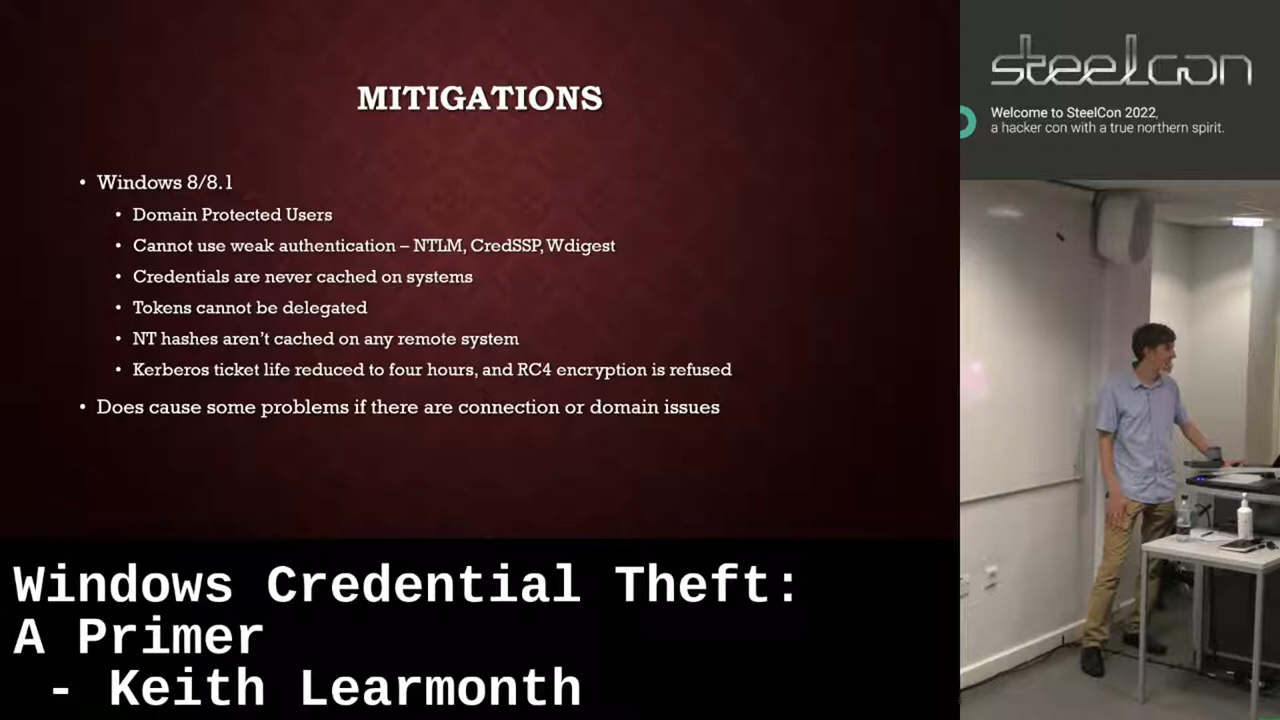 MITIGATIONS
• Windows 8/8.1
• Domain Protected Users
• Cannot use weak authentication – NTLM, CredSSP, Wdigest
• Credentials are never cached on systems
• Tokens cannot be delegated
• NT hashes aren't cached on any remote system
• Kerberos ticket life reduced to four hours, and RC4 encryption is refused
• Does cause some problems if there are connection or domain issues
Windows Credential Theft:
A Primer
- Keith Learmonth
steelcon
Welcome to SteelCon 2022,
a hacker con with a true northern spirit.